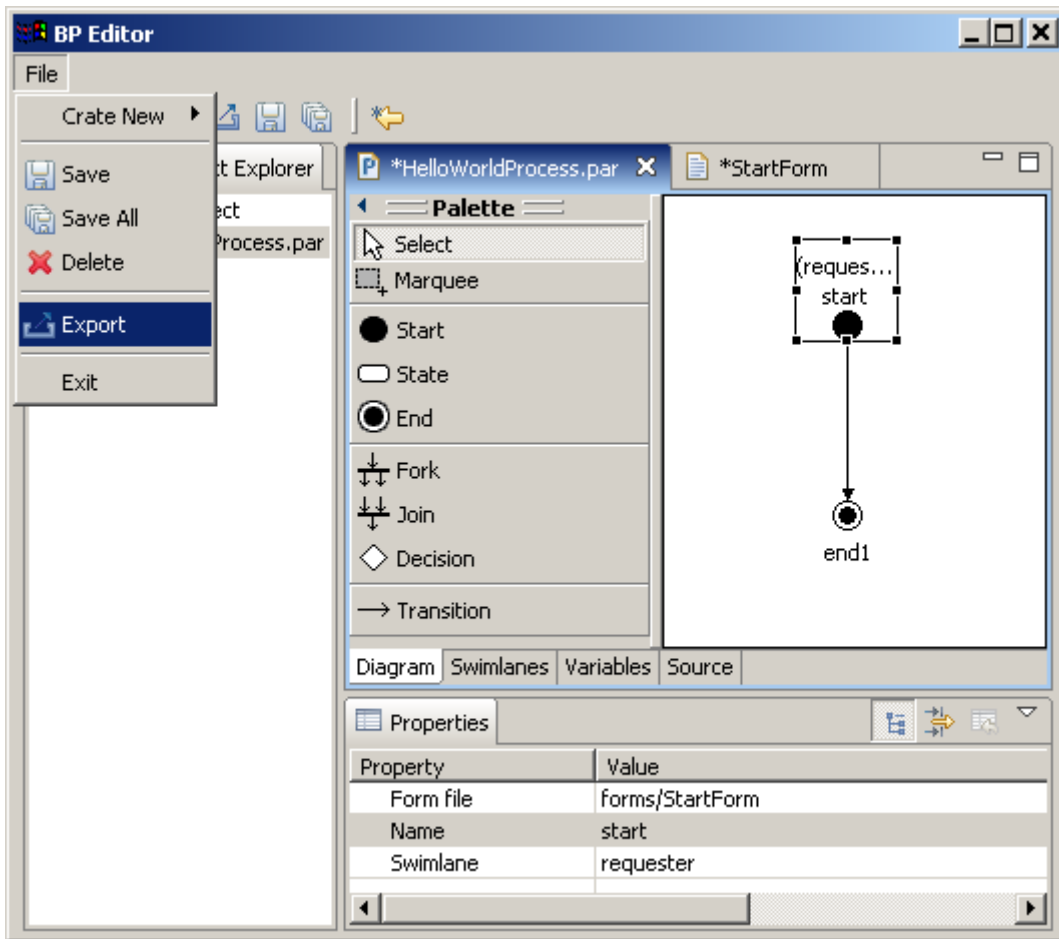 BP Editor
File
Crate New
Save
Save All
Delete
Export
Exit
t Explorer
ect
Process.par
*HelloWorldProcess.par
*StartForm
Palette
Select
Marquee
Start
State
End
Fork
Join
Decision
Transition
(reques...
start
end1
Diagram Swimlanes Variables Source
Properties
Property Value
Form file forms/StartForm
Name start
Swimlane requester